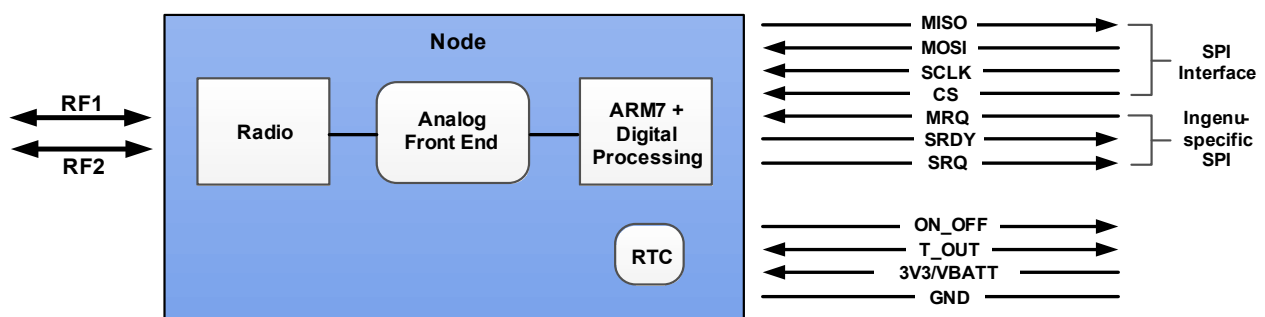 Node
RF1
RF2
Radio
Analog
Front End
ARM7 +
Digital
Processing
RTC
MISO
MOSI
SCLK
CS
MRQ
SRDY
SRQ
SPI
Interface
Ingenu-
specific
SPI
ON_OFF
T_OUT
3V3/VBATT
GND